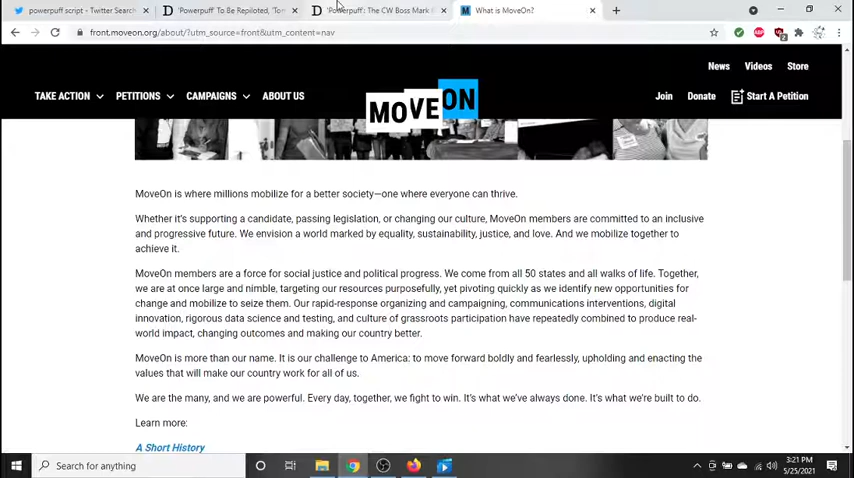 powerpuff script - Twitter Search
'Powerpuff' To Be Repiloted, 'Tor
'Powerpuff': The CW Boss Mark
What is MoveOn?
front.moveon.org/about/?utm_source=front&utm_content=nav
2
News Videos Store
TAKE ACTION PETITIONS CAMPAIGNS ABOUT US
MOVEON
Join Donate Start A Petition
MoveOn is where millions mobilize for a better society—one where everyone can thrive.
Whether it's supporting a candidate, passing legislation, or changing our culture, MoveOn members are committed to an inclusive
and progressive future. We envision a world marked by equality, sustainability, justice, and love. And we mobilize together to
achieve it.
MoveOn members are a force for social justice and political progress. We come from all 50 states and all walks of life. Together,
we are at once large and nimble, targeting our resources purposefully, yet pivoting quickly as we identify new opportunities for
change and mobilize to seize them. Our rapid-response organizing and campaigning, communications interventions, digital
innovation, rigorous data science and testing, and culture of grassroots participation have repeatedly combined to produce real-
world impact, changing outcomes and making our country better.
MoveOn is more than our name. It is our challenge to America: to move forward boldly and fearlessly, upholding and enacting the
values that will make our country work for all of us.
We are the many, and we are powerful. Every day, together, we fight to win. It's what we've always done. It's what we're built to do.
Learn more:
A Short History
Search for anything
3:21 PM
5/25/2021